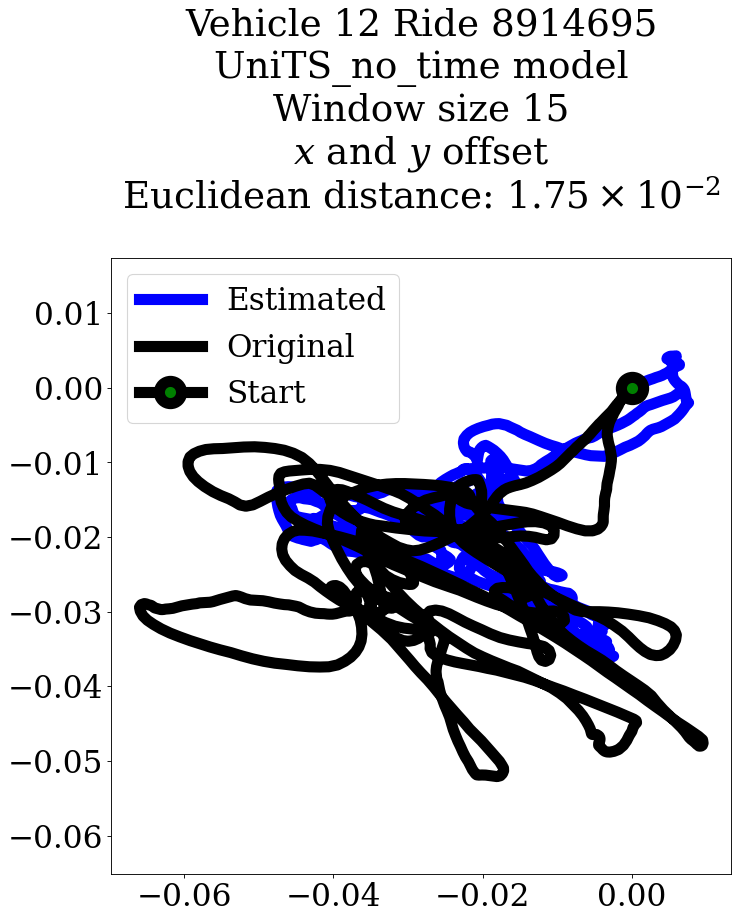 Vehicle 12 Ride 8914695
UniTS_no_time model
Window size 15
x and y offset
Euclidean distance: 1.75 × 10⁻²
Estimated
Original
Start
0.01
0.00
−0.01
−0.02
−0.03
−0.04
−0.05
−0.06
−0.06 −0.04 −0.02 0.00